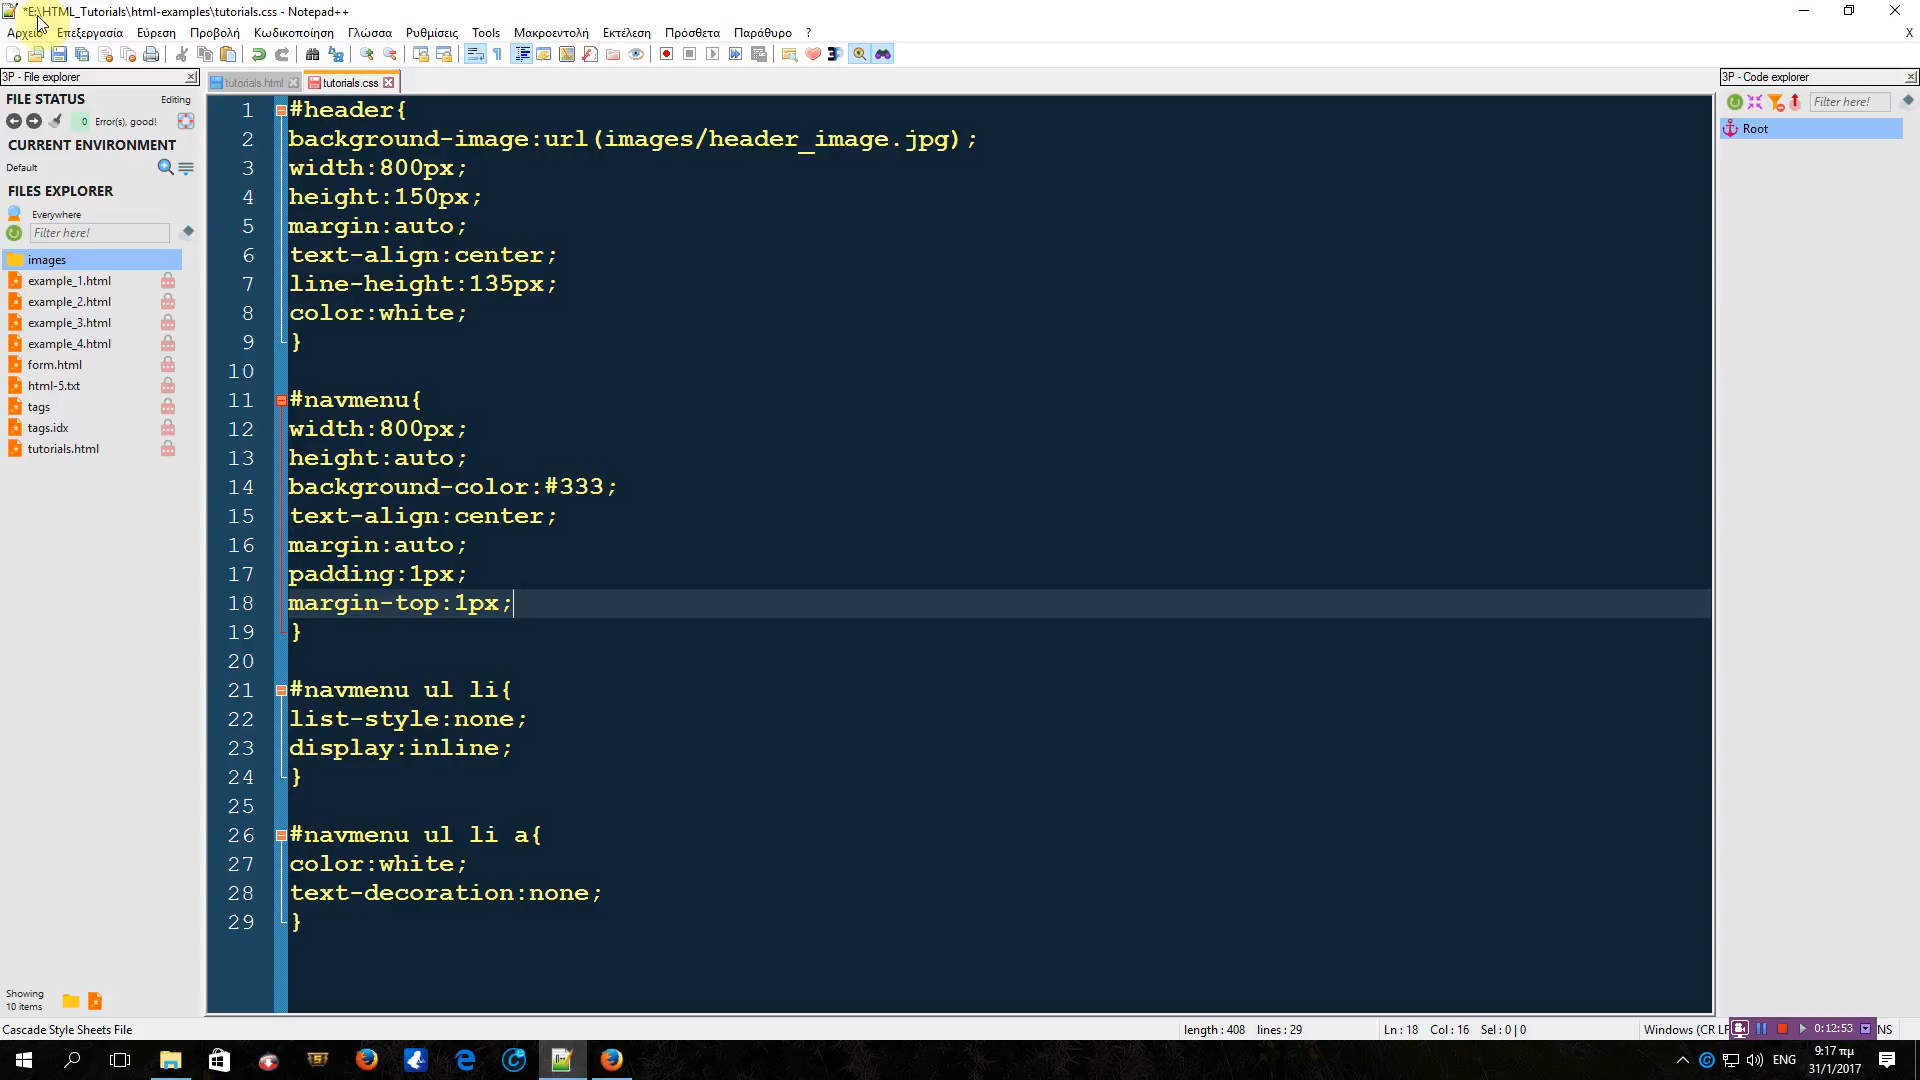 *E:\HTML_Tutorials\html-examples\tutorials.css - Notepad++
Αρχείο Επεξεργασία Εύρεση Προβολή Κωδικοποίηση Γλώσσα Ρυθμίσεις Tools Μακροεντολή Εκτέλεση Πρόσθετα Παράθυρο ? X
3P - File explorer
FILE STATUS Editing
0 Error(s), good!
CURRENT ENVIRONMENT
Default
FILES EXPLORER
Everywhere
Filter here!
images
example_1.html
example_2.html
example_3.html
example_4.html
form.html
html-5.txt
tags
tags.idx
tutorials.html
Showing
10 items
tutorials.html tutorials.css
1 #header{
2 background-image:url(images/header_image.jpg);
3 width:800px;
4 height:150px;
5 margin:auto;
6 text-align:center;
7 line-height:135px;
8 color:white;
9 }
10
11 #navmenu{
12 width:800px;
13 height:auto;
14 background-color:#333;
15 text-align:center;
16 margin:auto;
17 padding:1px;
18 margin-top:1px;
19 }
20
21 #navmenu ul li{
22 list-style:none;
23 display:inline;
24 }
25
26 #navmenu ul li a{
27 color:white;
28 text-decoration:none;
29 }
3P - Code explorer
Filter here!
Root
Cascade Style Sheets File length : 408 lines : 29 Ln : 18 Col : 16 Sel : 0 | 0 Windows (CR LF 0:12:53 NS
ENG 9:17 πμ
31/1/2017